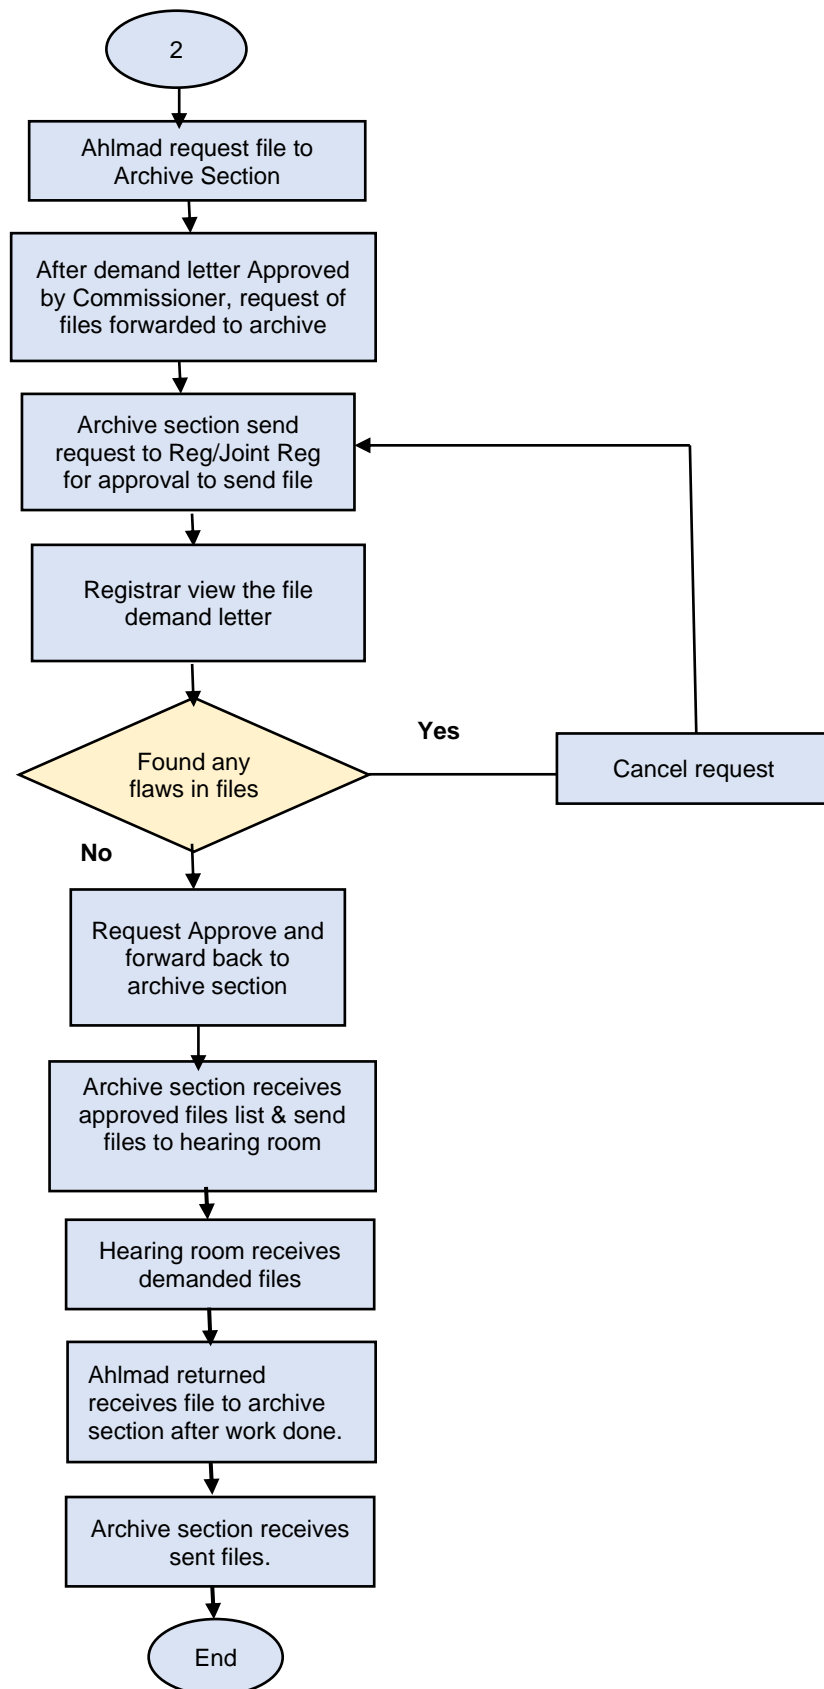 2
Ahlmad request file to
Archive Section
After demand letter Approved
by Commissioner, request of
files forwarded to archive
Archive section send
request to Reg/Joint Reg
for approval to send file
Registrar view the file
demand letter
Found any
flaws in files
Yes
Cancel request
No
Request Approve and
forward back to
archive section
Archive section receives
approved files list & send
files to hearing room
Hearing room receives
demanded files
Ahlmad returned
receives file to archive
section after work done.
Archive section receives
sent files.
End